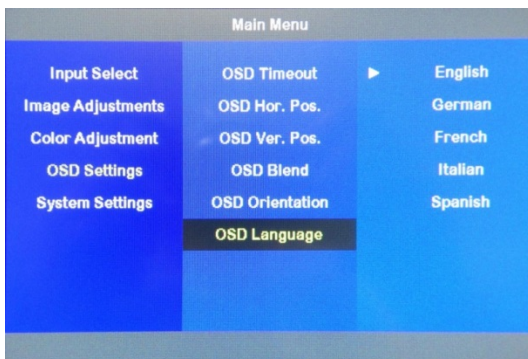 Main Menu
Input Select
Image Adjustments
Color Adjustment
OSD Settings
System Settings
OSD Timeout
OSD Hor. Pos.
OSD Ver. Pos.
OSD Blend
OSD Orientation
OSD Language
English
German
French
Italian
Spanish